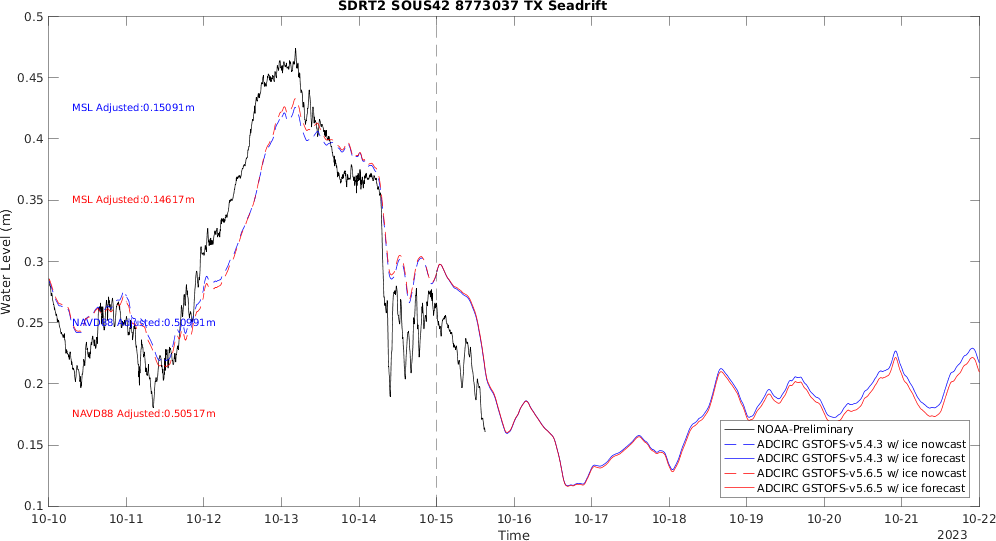 SDRT2 SOUS42 8773037 TX Seadrift
0.5
0.45
0.4
0.35
0.3
0.25
0.2
0.15
0.1
Water Level (m)
MSL Adjusted:0.15091m
MSL Adjusted:0.14617m
NAVD88 Adjusted:0.50991m
NAVD88 Adjusted:0.50517m
NOAA-Preliminary
ADCIRC GSTOFS-v5.4.3 w/ ice nowcast
ADCIRC GSTOFS-v5.4.3 w/ ice forecast
ADCIRC GSTOFS-v5.6.5 w/ ice nowcast
ADCIRC GSTOFS-v5.6.5 w/ ice forecast
10-10 10-11 10-12 10-13 10-14 10-15 10-16 10-17 10-18 10-19 10-20 10-21 10-22
Time
2023